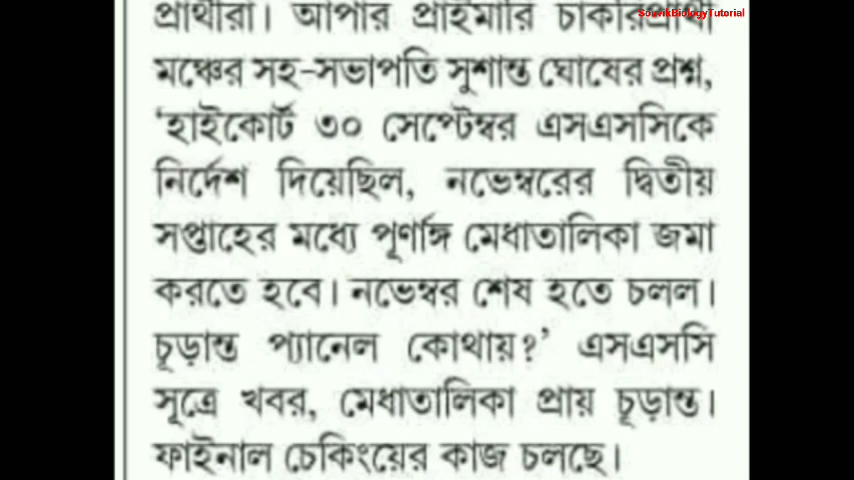 SouvikBiologyTutorial
প্রার্থীরা। আপার প্রাইমারি চাকরিপ্রার্থী
মঞ্চের সহ-সভাপতি সুশান্ত ঘোষের প্রশ্ন,
‘হাইকোর্ট ৩০ সেপ্টেম্বর এসএসসিকে
নির্দেশ দিয়েছিল, নভেম্বরের দ্বিতীয়
সপ্তাহের মধ্যে পূর্ণাঙ্গ মেধাতালিকা জমা
করতে হবে। নভেম্বর শেষ হতে চলল।
চূড়ান্ত প্যানেল কোথায়?’ এসএসসি
সূত্রে খবর, মেধাতালিকা প্রায় চূড়ান্ত।
ফাইনাল চেকিংয়ের কাজ চলছে।